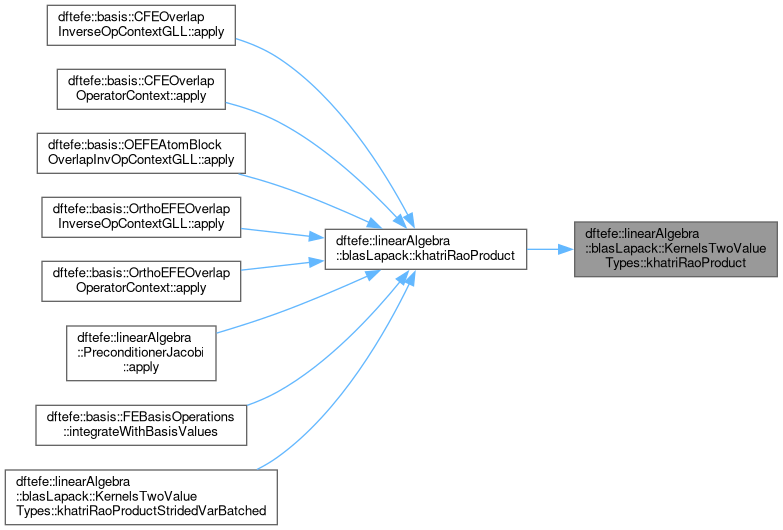 dftefe::basis::CFEOverlap
InverseOpContextGLL::apply
dftefe::basis::CFEOverlap
OperatorContext::apply
dftefe::basis::OEFEAtomBlock
OverlapInvOpContextGLL::apply
dftefe::basis::OrthoEFEOverlap
InverseOpContextGLL::apply
dftefe::basis::OrthoEFEOverlap
OperatorContext::apply
dftefe::linearAlgebra
::PreconditionerJacobi
::apply
dftefe::basis::FEBasisOperations
::integrateWithBasisValues
dftefe::linearAlgebra
::blasLapack::KernelsTwoValue
Types::khatriRaoProductStridedVarBatched
dftefe::linearAlgebra
::blasLapack::khatriRaoProduct
dftefe::linearAlgebra
::blasLapack::KernelsTwoValue
Types::khatriRaoProduct